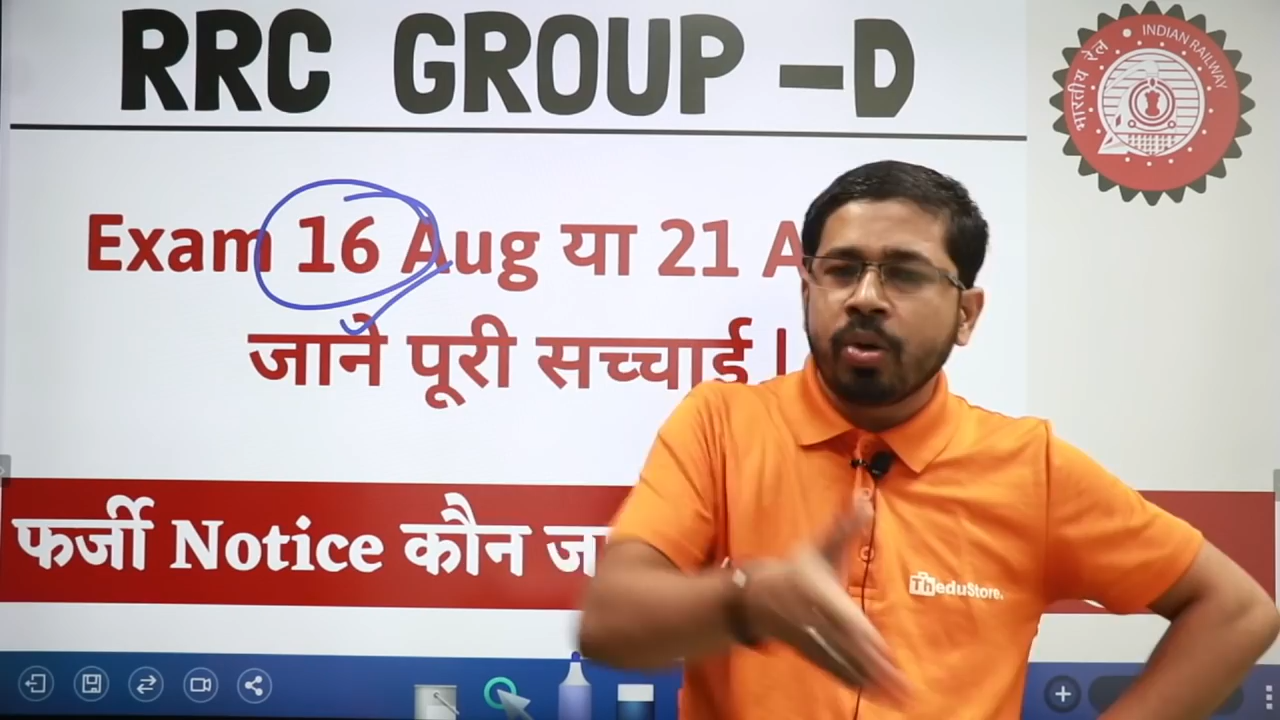 RRC GROUP -D
भारतीय रेल INDIAN RAILWAY
Exam 16 Aug या 21 A
जाने पूरी सच्चाई |
फर्जी Notice कौन
TheduStore.